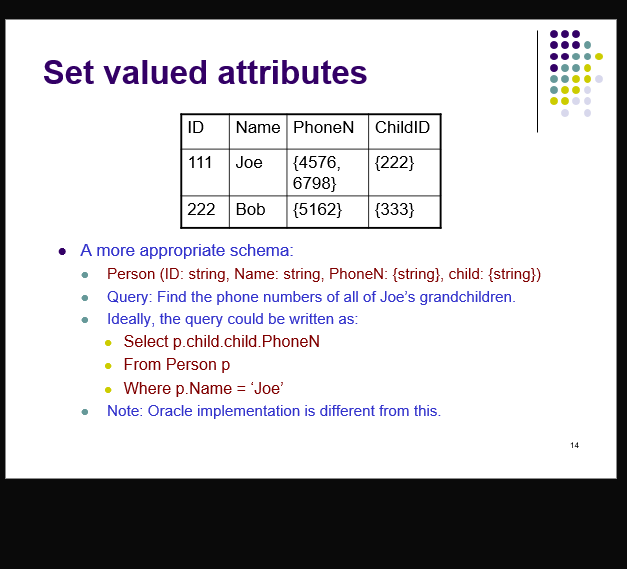 Set valued attributes
ID Name PhoneN ChildID
111 Joe {4576, {222}
6798}
222 Bob {5162} {333}
A more appropriate schema:
Person (ID: string, Name: string, PhoneN: {string}, child: {string})
Query: Find the phone numbers of all of Joe’s grandchildren.
Ideally, the query could be written as:
Select p.child.child.PhoneN
From Person p
Where p.Name = ‘Joe’
Note: Oracle implementation is different from this.
14